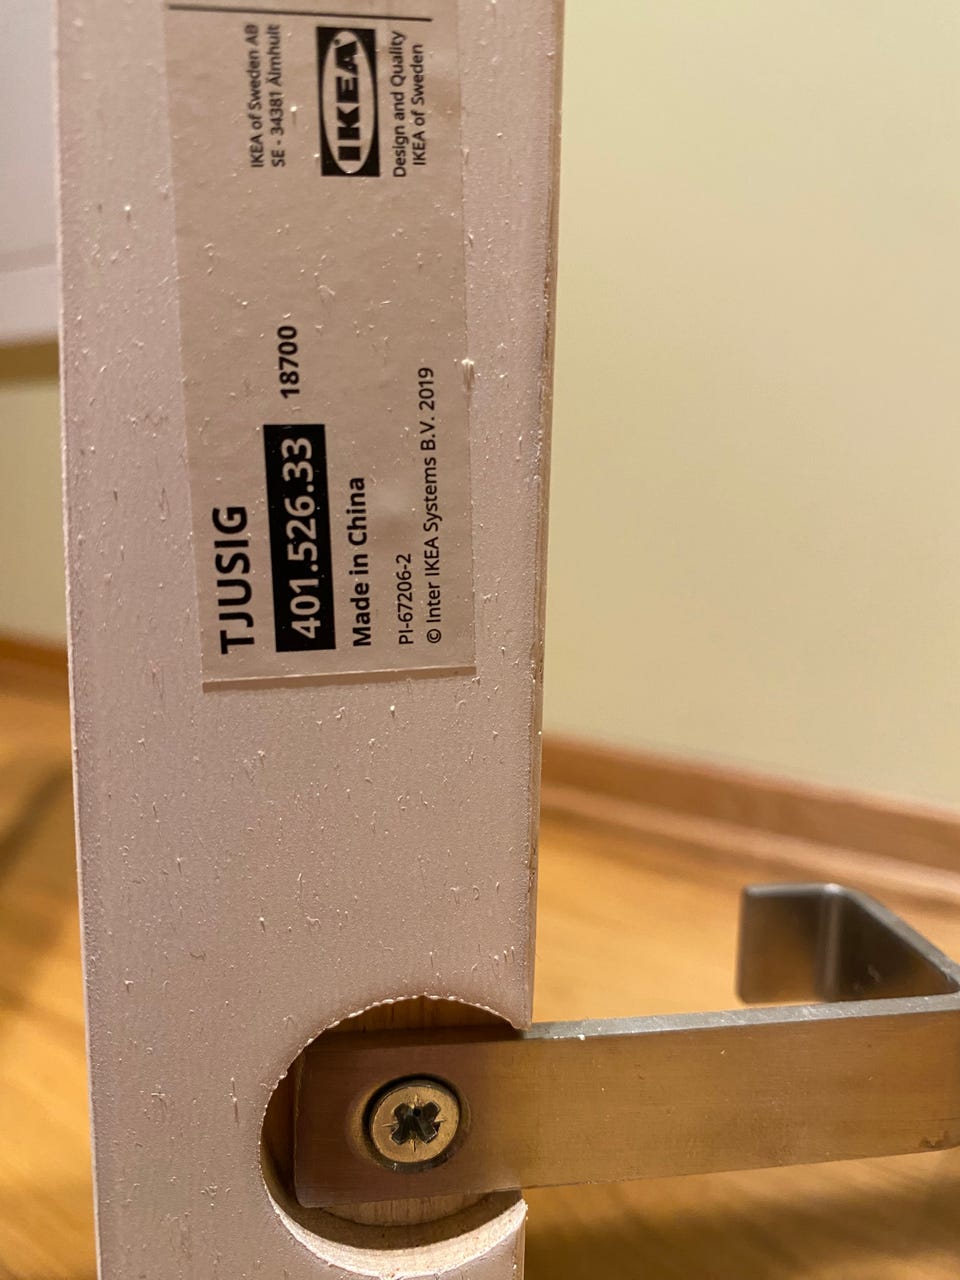 TJUSIG
401.526.33 18700
Made in China
PI-67206-2
© Inter IKEA Systems B.V. 2019
IKEA of Sweden AB
SE - 34381 Älmhult
IKEA
Design and Quality
IKEA of Sweden